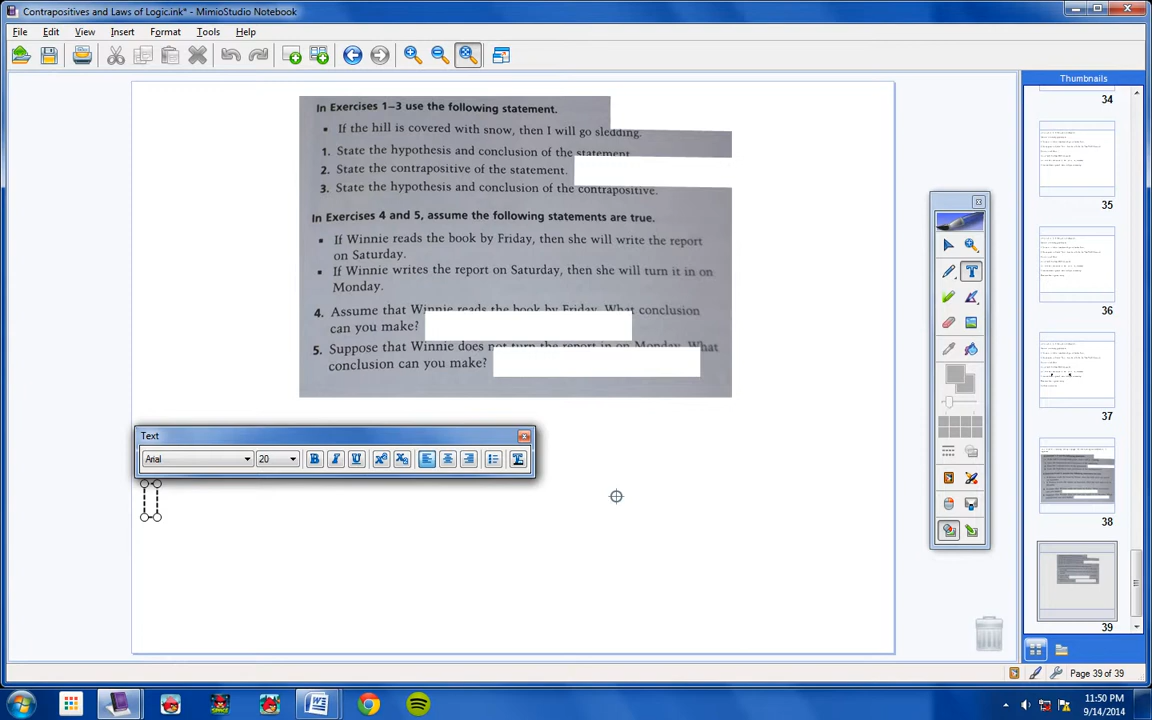 Contrapositives and Laws of Logic.ink* - MimioStudio Notebook
File Edit View Insert Format Tools Help
Thumbnails
In Exercises 1–3 use the following statement.
▪ If the hill is covered with snow, then I will go sledding.
1. State the hypothesis and conclusion of the statement.
2. State the contrapositive of the statement.
3. State the hypothesis and conclusion of the contrapositive.
In Exercises 4 and 5, assume the following statements are true.
▪ If Winnie reads the book by Friday, then she will write the report
on Saturday.
▪ If Winnie writes the report on Saturday, then she will turn it in on
Monday.
4. Assume that Winnie reads the book by Friday. What conclusion
can you make?
5. Suppose that Winnie does not turn the report in on Monday. What
conclusion can you make?
Text
Arial 20 B I U
34
35
36
37
38
39
Page 39 of 39
11:50 PM
9/14/2014